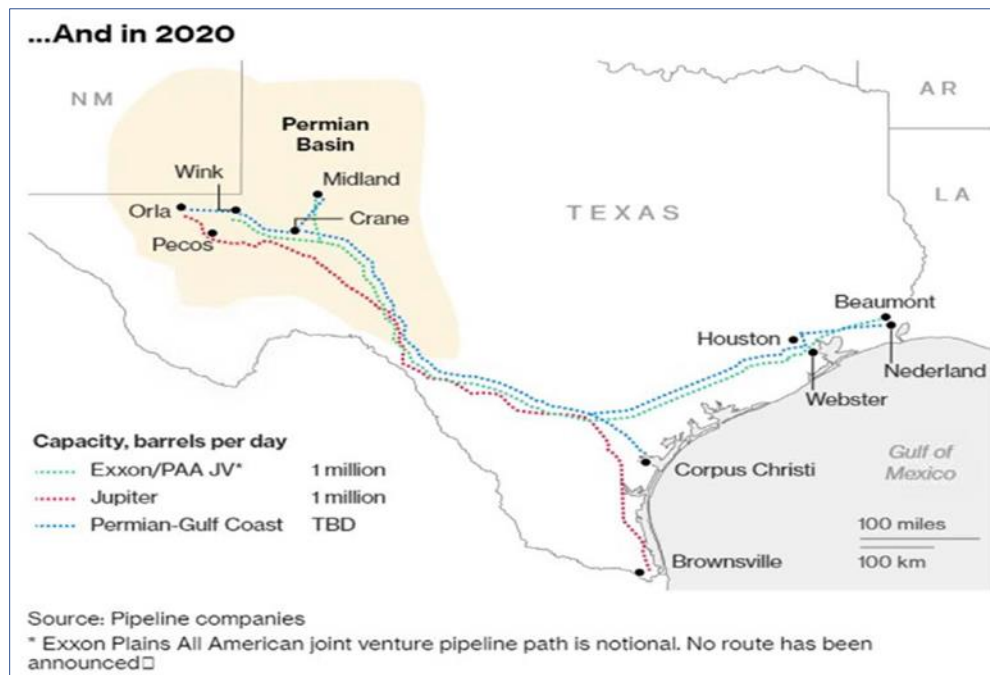 ...And in 2020
NM
AR
Permian
Basin
Wink
Midland
LA
Orla
Crane
TEXAS
Pecos
Beaumont
Houston
Nederland
Webster
Capacity, barrels per day
Exxon/PAA JV* 1 million
Jupiter 1 million
Permian-Gulf Coast TBD
Corpus Christi
Gulf of
Mexico
100 miles
100 km
Brownsville
Source: Pipeline companies
* Exxon Plains All American joint venture pipeline path is notional. No route has been
announced□